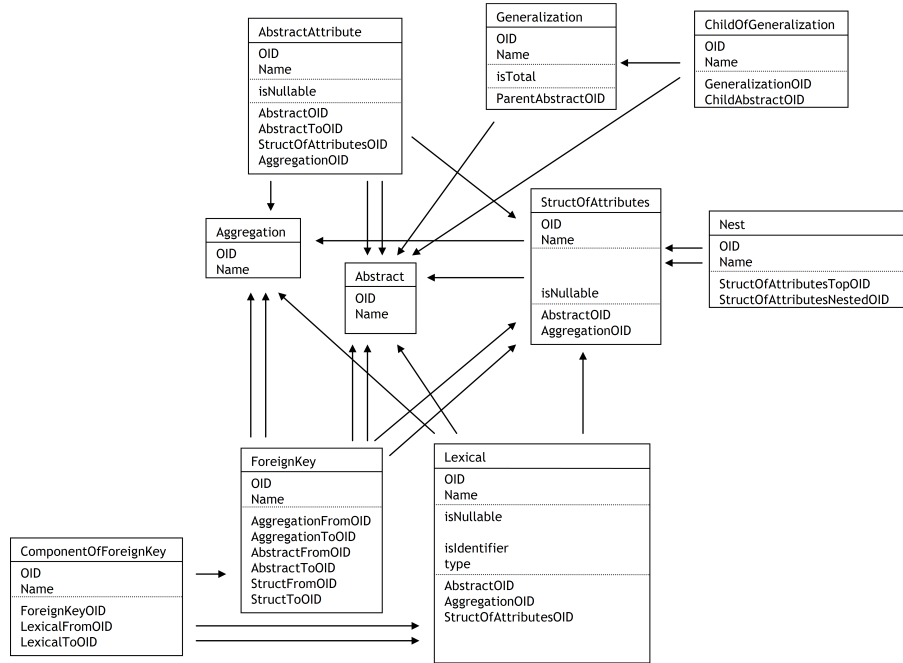 AbstractAttribute
OID
Name
isNullable
AbstractOID
AbstractToOID
StructOfAttributesOID
AggregationOID
Generalization
OID
Name
isTotal
ParentAbstractOID
ChildOfGeneralization
OID
Name
GeneralizationOID
ChildAbstractOID
Aggregation
OID
Name
Abstract
OID
Name
StructOfAttributes
OID
Name
isNullable
AbstractOID
AggregationOID
Nest
OID
Name
StructOfAttributesTopOID
StructOfAttributesNestedOID
ForeignKey
OID
Name
AggregationFromOID
AggregationToOID
AbstractFromOID
AbstractToOID
StructFromOID
StructToOID
Lexical
OID
Name
isNullable
isIdentifier
type
AbstractOID
AggregationOID
StructOfAttributesOID
ComponentOfForeignKey
OID
Name
ForeignKeyOID
LexicalFromOID
LexicalToOID